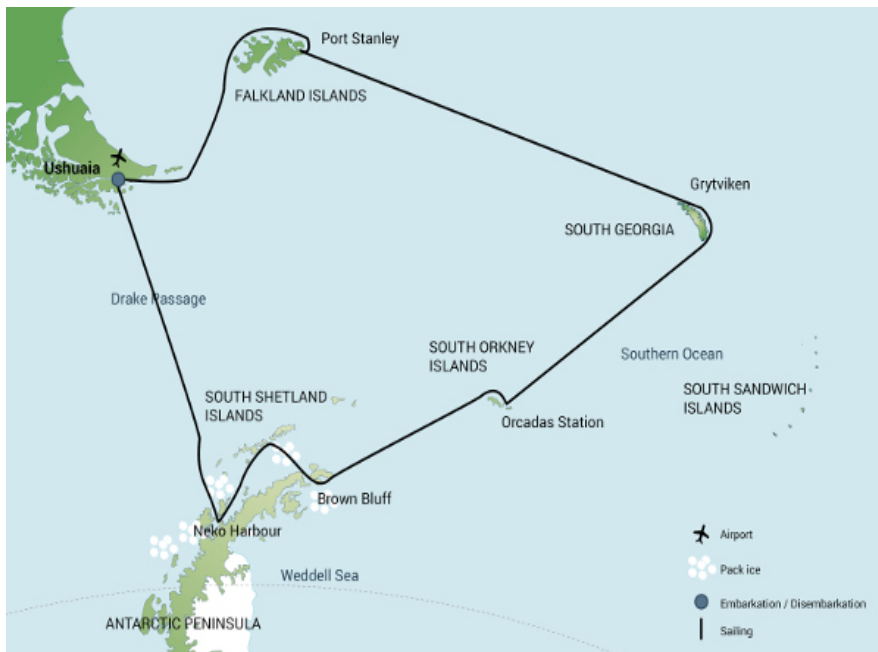 Port Stanley
FALKLAND ISLANDS
Ushuaia
Grytviken
SOUTH GEORGIA
Drake Passage
SOUTH ORKNEY
ISLANDS
Southern Ocean
SOUTH SANDWICH
ISLANDS
SOUTH SHETLAND
ISLANDS
Orcadas Station
Brown Bluff
Neko Harbour
Weddell Sea
ANTARCTIC PENINSULA
Airport
Pack ice
Embarkation / Disembarkation
Sailing